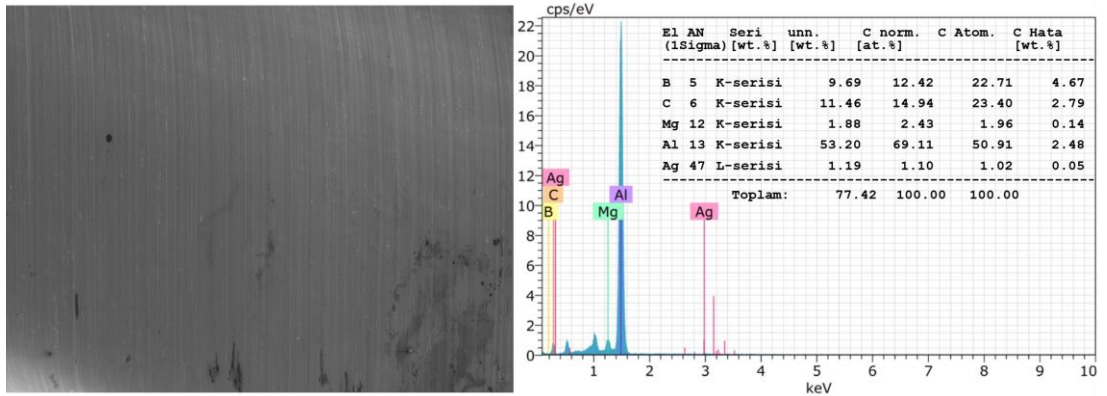 cps/eV
El AN Seri unn. C norm. C Atom. C Hata
(1Sigma) [wt.%] [wt.%] [at.%] [wt.%]
B 5 K-serisi 9.69 12.42 22.71 4.67
C 6 K-serisi 11.46 14.94 23.40 2.79
Mg 12 K-serisi 1.88 2.43 1.96 0.14
Al 13 K-serisi 53.20 69.11 50.91 2.48
Ag 47 L-serisi 1.19 1.10 1.02 0.05
Toplam: 77.42 100.00 100.00
22
20
18
16
14
12
10
8
6
4
2
0
Ag
C
B
Mg
Al
Ag
1 2 3 4 5 6 7 8 9 10
keV